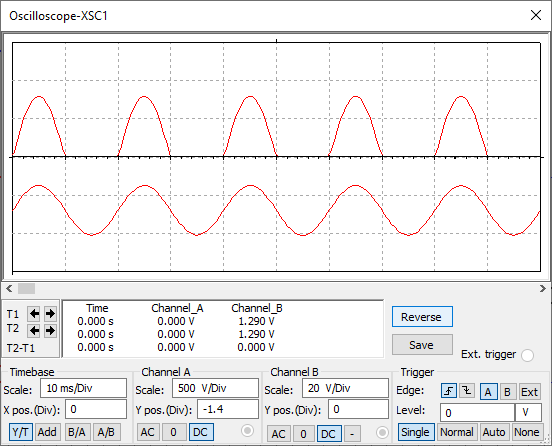 Oscilloscope-XSC1
Time Channel_A Channel_B
T1 0.000 s 0.000 V 1.290 V
T2 0.000 s 0.000 V 1.290 V
T2-T1 0.000 s 0.000 V 0.000 V
Reverse
Save
Ext. trigger
Timebase
Scale: 10 ms/Div
X pos.(Div): 0
Y/T Add B/A A/B
Channel A
Scale: 500 V/Div
Y pos.(Div): -1.4
AC 0 DC
Channel B
Scale: 20 V/Div
Y pos.(Div): 0
AC 0 DC -
Trigger
Edge: A B Ext
Level: 0 V
Single Normal Auto None